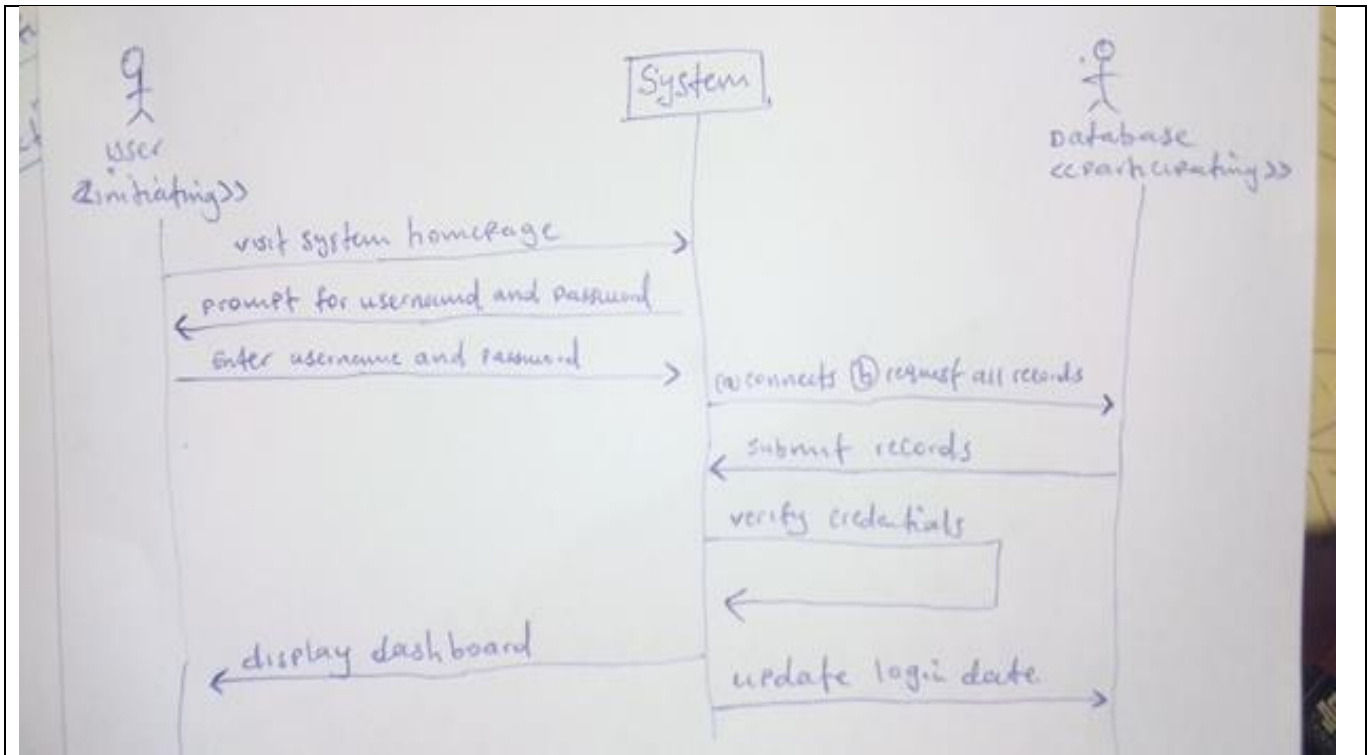 System
user
<<initiating>>
Database
<<participating>>
visit system homepage
prompt for username and password
Enter username and password
(a) connects (b) request all records
submit records
verify credentials
display dashboard
update login date